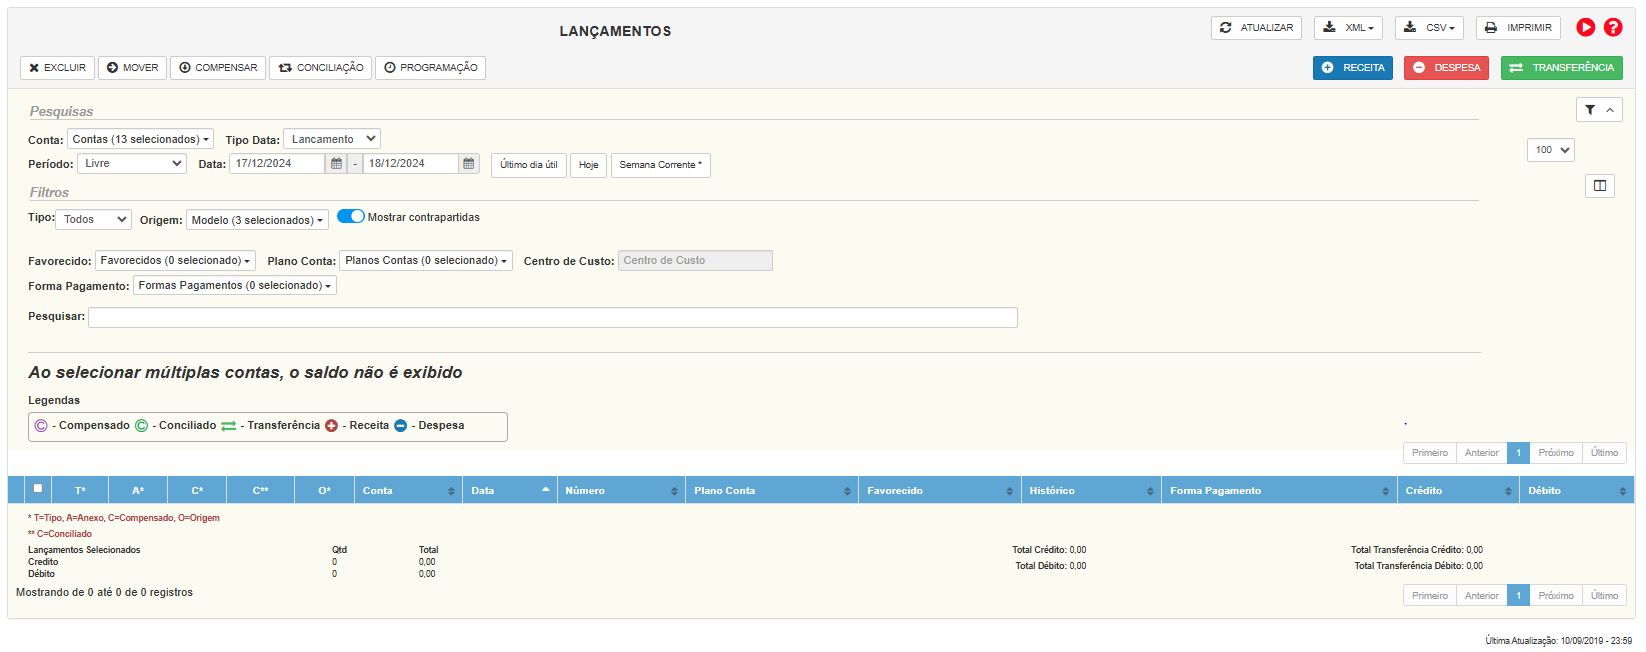 LANÇAMENTOS
ATUALIZAR XML CSV IMPRIMIR
EXCLUIR MOVER COMPENSAR CONCILIAÇÃO PROGRAMAÇÃO
RECEITA DESPESA TRANSFERÊNCIA
Pesquisas
Conta: Contas (13 selecionados) Tipo Data: Lancamento
100
Período: Livre Data: 17/12/2024 - 18/12/2024 Último dia útil Hoje Semana Corrente *
Filtros
Tipo: Todos Origem: Modelo (3 selecionados) Mostrar contrapartidas
Favorecido: Favorecidos (0 selecionado) Plano Conta: Planos Contas (0 selecionado) Centro de Custo: Centro de Custo
Forma Pagamento: Formas Pagamentos (0 selecionado)
Pesquisar:
Ao selecionar múltiplas contas, o saldo não é exibido
Legendas
© - Compensado © - Conciliado - Transferência - Receita - Despesa
.
Primeiro Anterior 1 Próximo Último
T* A* C* C** O* Conta Data Número Plano Conta Favorecido Histórico Forma Pagamento Crédito Débito
* T=Tipo, A=Anexo, C=Compensado, O=Origem
** C=Conciliado
Lançamentos Selecionados Qtd Total Total Crédito: 0,00 Total Transferência Crédito: 0,00
Credito 0 0,00 Total Débito: 0,00 Total Transferência Débito: 0,00
Débito 0 0,00
Mostrando de 0 até 0 de 0 registros
Primeiro Anterior 1 Próximo Último
Última Atualização: 10/09/2019 - 23:59